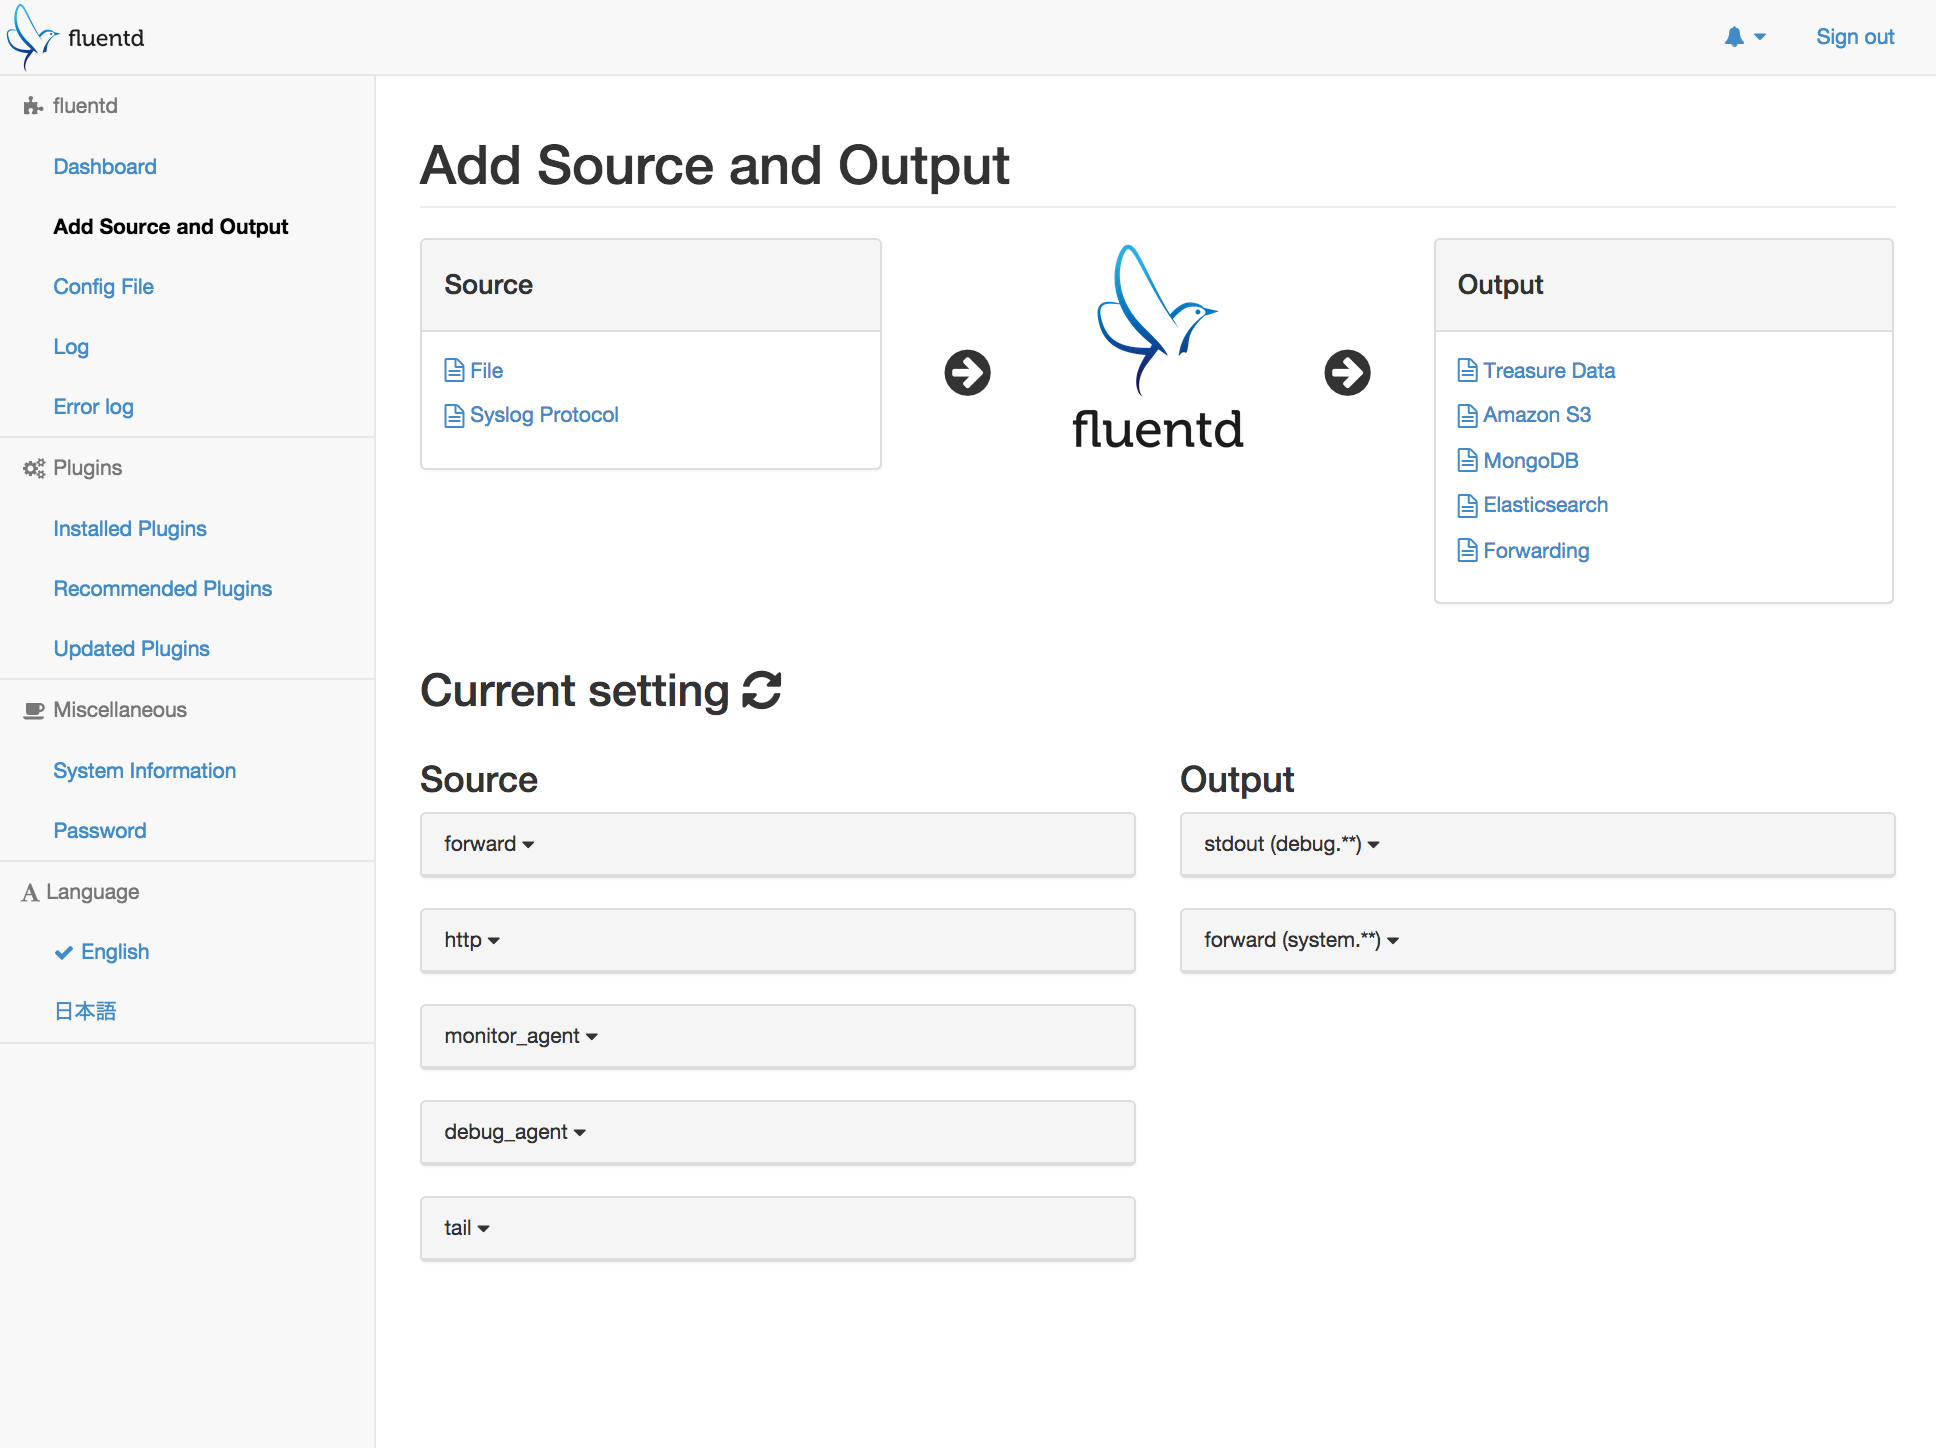 fluentd
Sign out
fluentd
Dashboard
Add Source and Output
Config File
Log
Error log
Plugins
Installed Plugins
Recommended Plugins
Updated Plugins
Miscellaneous
System Information
Password
Language
English
日本語
Add Source and Output
Source
File
Syslog Protocol
fluentd
Output
Treasure Data
Amazon S3
MongoDB
Elasticsearch
Forwarding
Current setting
Source
forward
http
monitor_agent
debug_agent
tail
Output
stdout (debug.**)
forward (system.**)